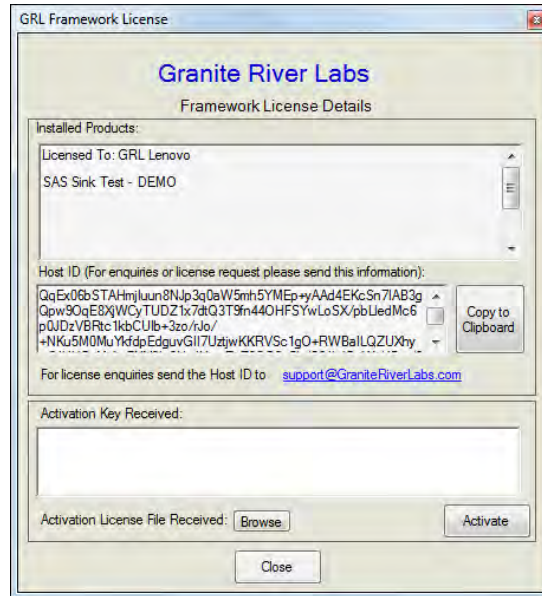 GRL Framework License
Granite River Labs
Framework License Details
Installed Products:
Licensed To: GRL Lenovo
SAS Sink Test - DEMO
Host ID (For enquiries or license request please send this information):
QqEx06bSTAHmjluun8NJp3q0aW5mh5YMEp+yAAd4EKcSn7lAB3g
Qpw9OqE8XjWCyTUDZ1x7dtQ3T9fn44OHFSYwLoSX/pbLledMc6
p0JDzVBRtc1kbCUIb+3zo/rJo/
+NKu5M0MuYkfdpEdguvGIl7UztjwKKRVSc1gO+RWBaILQZUXhy
Copy to
Clipboard
For license enquiries send the Host ID to support@GraniteRiverLabs.com
Activation Key Received:
Activation License File Received: Browse
Activate
Close